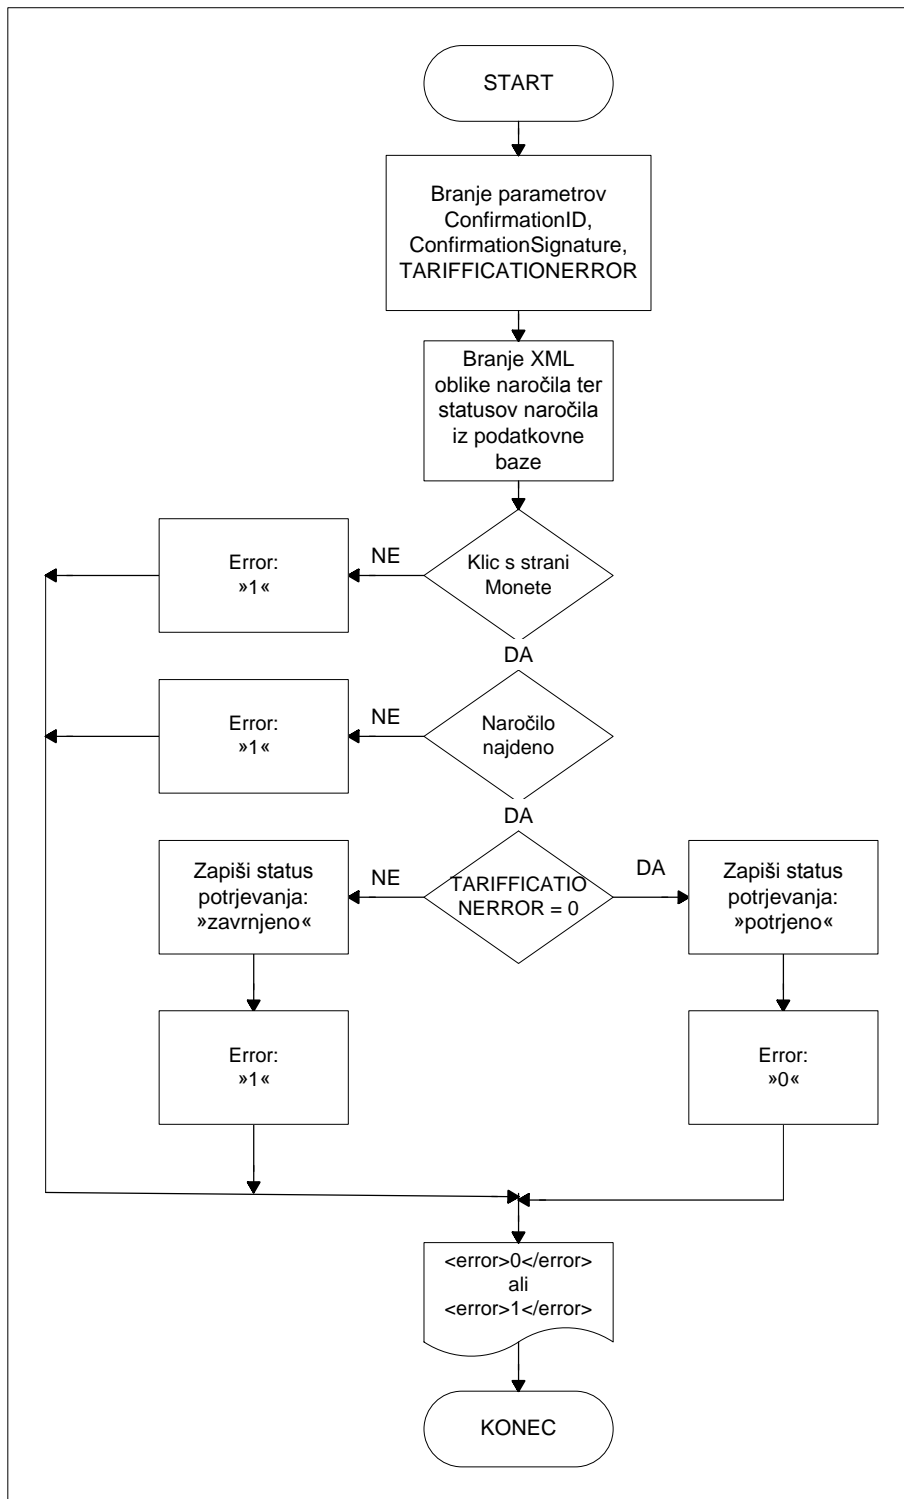 START
Branje parametrov
ConfirmationID,
ConfirmationSignature,
TARIFFICATIONERROR
Branje XML
oblike naročila ter
statusov naročila
iz podatkovne
baze
Klic s strani
Monete
NE
Error:
»1«
DA
Naročilo
najdeno
NE
Error:
»1«
DA
TARIFFICATIO
NERROR = 0
NE
Zapiši status
potrjevanja:
»zavrnjeno«
DA
Zapiši status
potrjevanja:
»potrjeno«
Error:
»1«
Error:
»0«
<error>0</error>
ali
<error>1</error>
KONEC